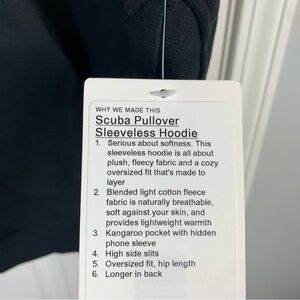 WHY WE MADE THIS
Scuba Pullover
Sleeveless Hoodie
1. Serious about softness. This
sleeveless hoodie is all about
plush, fleecy fabric and a cozy
oversized fit that's made to
layer
2. Blended light cotton fleece
fabric is naturally breathable,
soft against your skin, and
provides lightweight warmth
3. Kangaroo pocket with hidden
phone sleeve
4. High side slits
5. Oversized fit, hip length
6. Longer in back